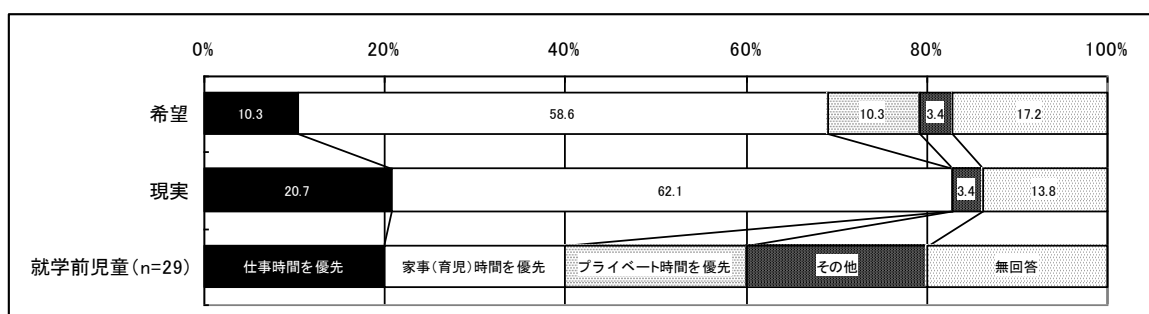 0% 20% 40% 60% 80% 100%
希望 10.3 58.6 10.3 3.4 17.2
現実 20.7 62.1 3.4 13.8
就学前児童(n=29) 仕事時間を優先 家事(育児)時間を優先 プライベート時間を優先 その他 無回答